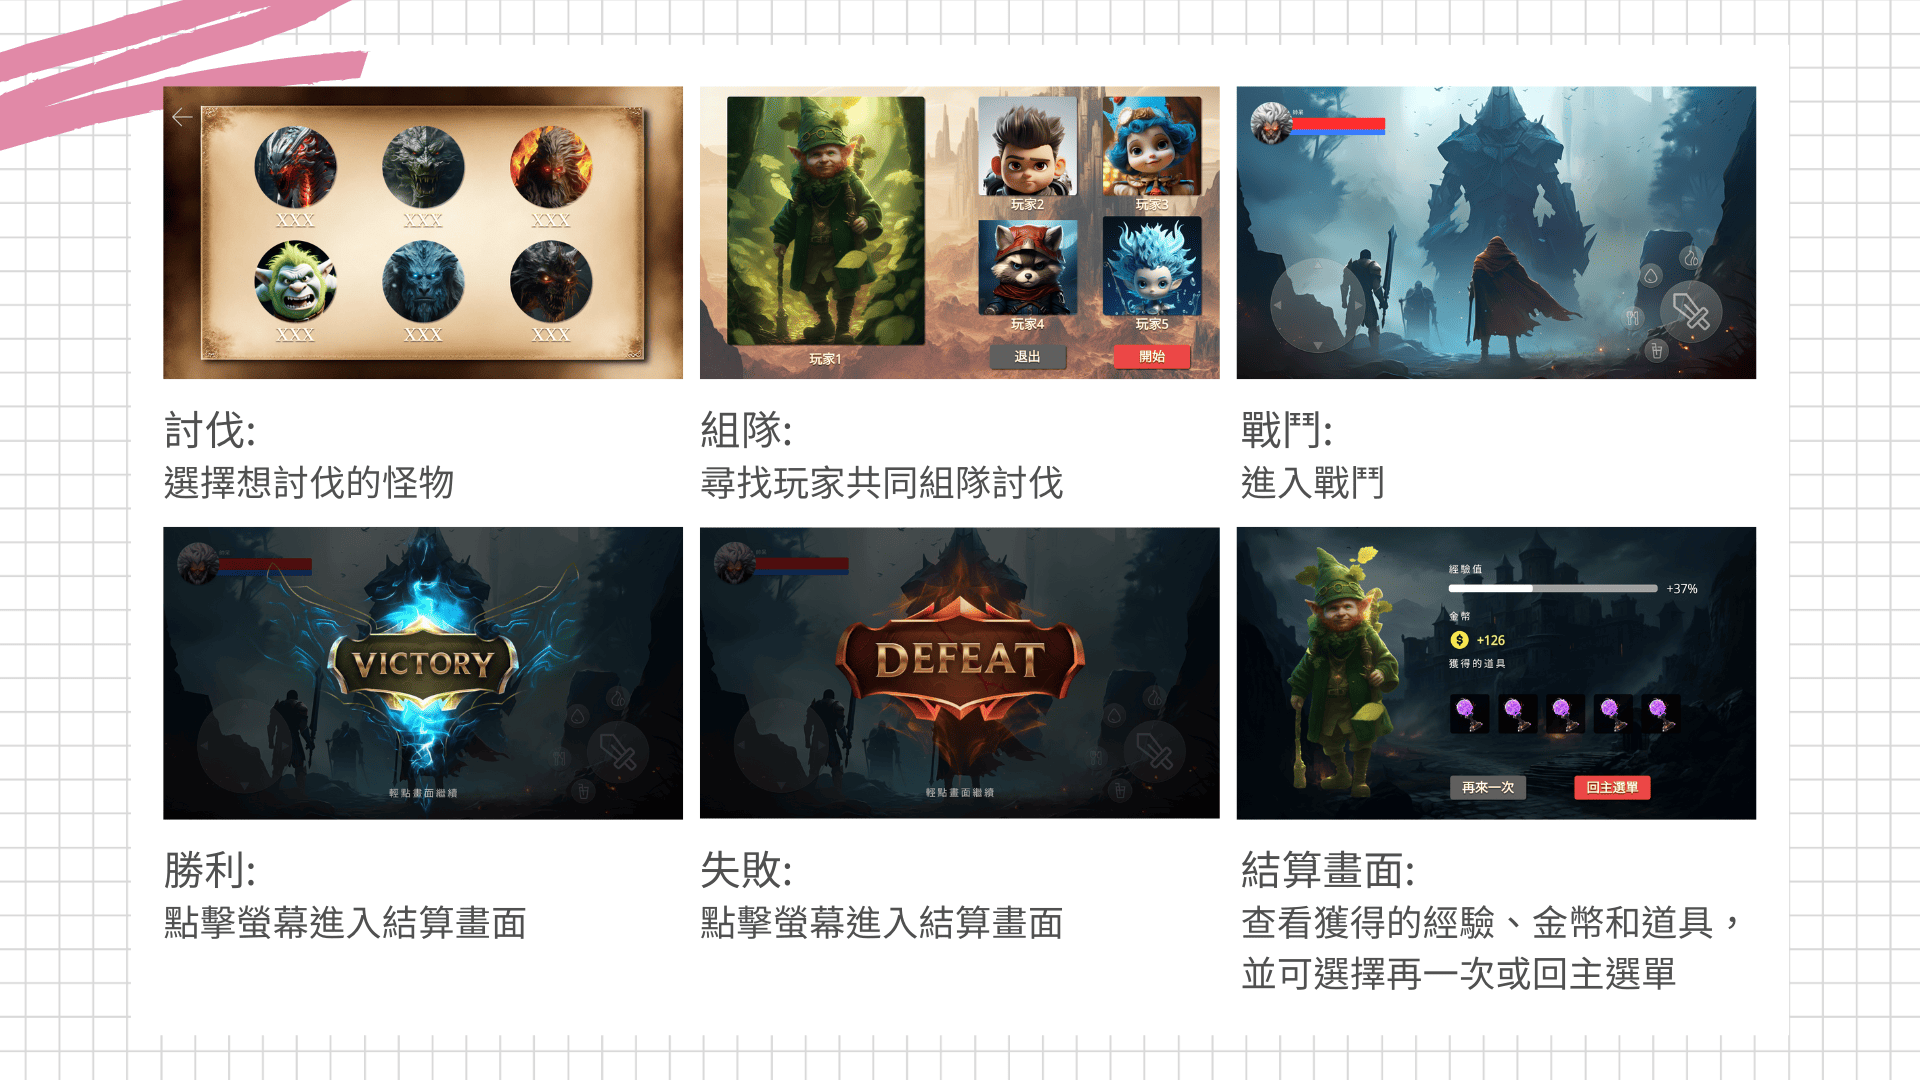 XXX XXX XXX
XXX XXX XXX
玩家2 玩家3
玩家4 玩家5
玩家1 退出 開始
討伐:
選擇想討伐的怪物
組隊:
尋找玩家共同組隊討伐
戰鬥:
進入戰鬥
VICTORY
輕點畫面繼續
DEFEAT
輕點畫面繼續
經驗值
+37%
金幣
$ +126
獲得的道具
再來一次 回主選單
勝利:
點擊螢幕進入結算畫面
失敗:
點擊螢幕進入結算畫面
結算畫面:
查看獲得的經驗、金幣和道具，
並可選擇再一次或回主選單